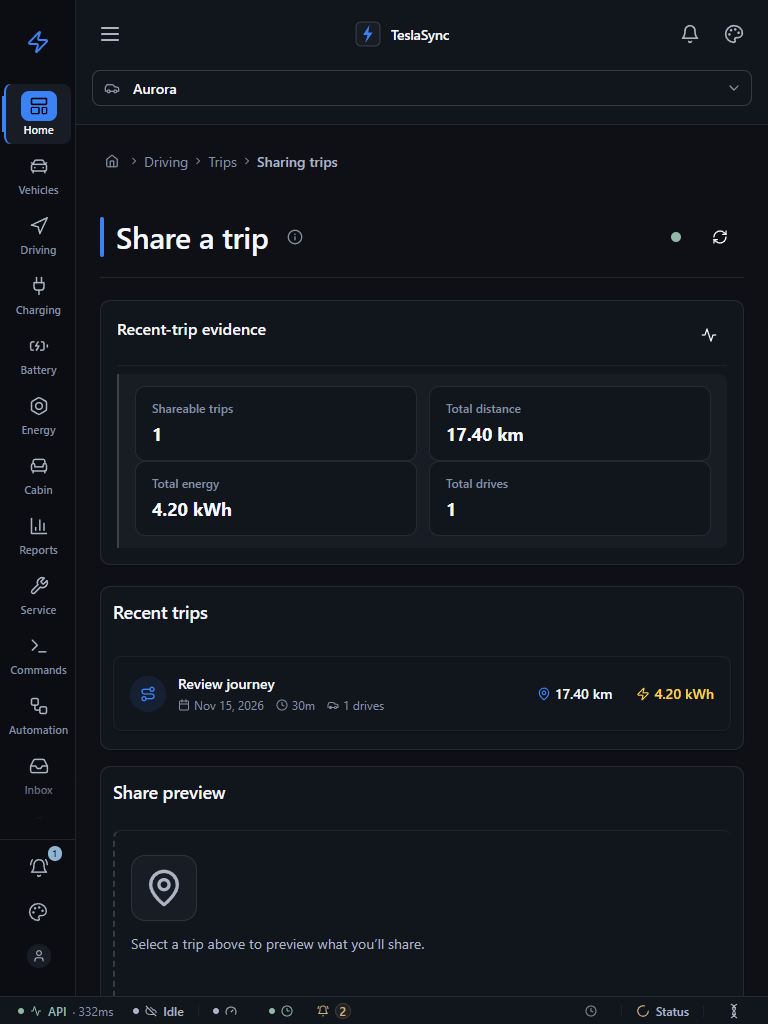 TeslaSync
Aurora
Home
Vehicles
Driving
Charging
Battery
Energy
Cabin
Reports
Service
Commands
Automation
Inbox
1
Driving
Trips
Sharing trips
Share a trip
Recent-trip evidence
Shareable trips
1
Total distance
17.40 km
Total energy
4.20 kWh
Total drives
1
Recent trips
Review journey
Nov 15, 2026 30m 1 drives
17.40 km 4.20 kWh
Share preview
Select a trip above to preview what you’ll share.
API · 332ms Idle 2 Status